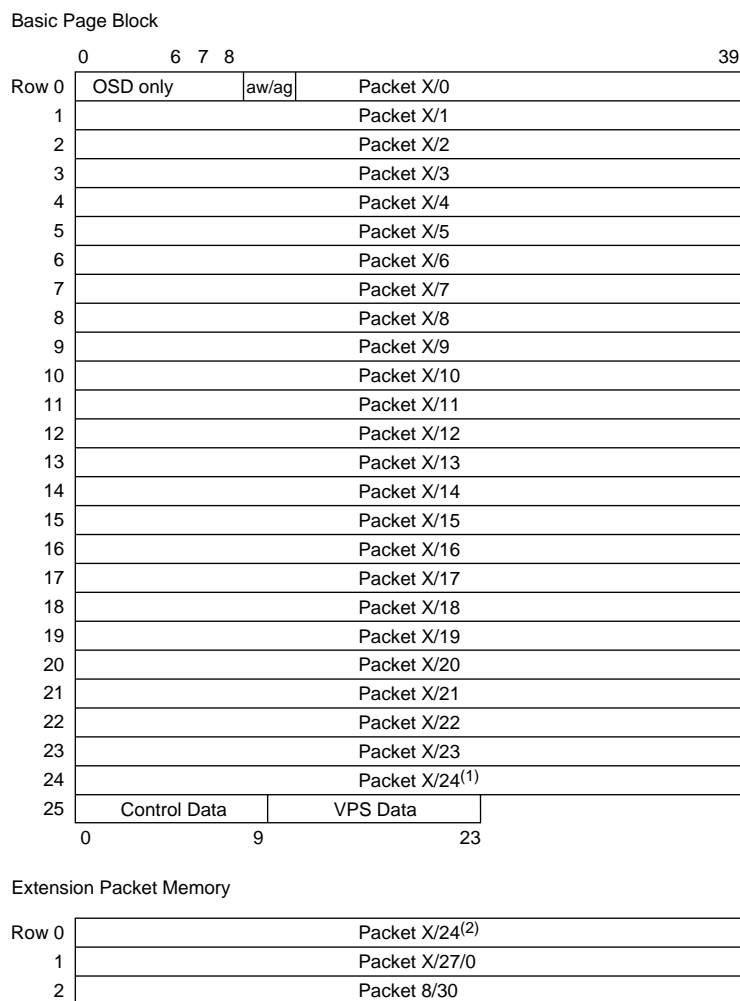 Basic Page Block
0 6 7 8 39
Row 0 OSD only aw/ag Packet X/0
1 Packet X/1
2 Packet X/2
3 Packet X/3
4 Packet X/4
5 Packet X/5
6 Packet X/6
7 Packet X/7
8 Packet X/8
9 Packet X/9
10 Packet X/10
11 Packet X/11
12 Packet X/12
13 Packet X/13
14 Packet X/14
15 Packet X/15
16 Packet X/16
17 Packet X/17
18 Packet X/18
19 Packet X/19
20 Packet X/20
21 Packet X/21
22 Packet X/22
23 Packet X/23
24 Packet X/24(1)
25 Control Data VPS Data
0 9 23
Extension Packet Memory
Row 0 Packet X/24(2)
1 Packet X/27/0
2 Packet 8/30